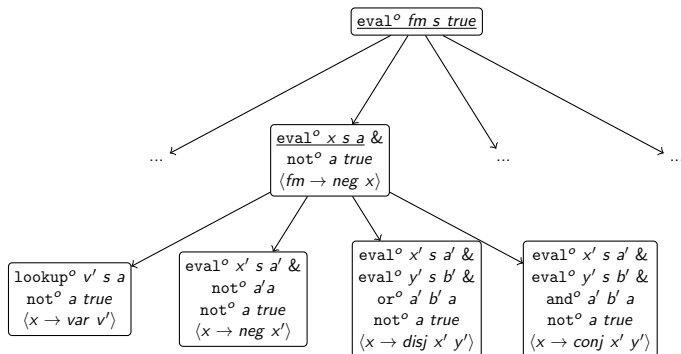 evalᵒ fm s true
...
evalᵒ x s a &
notᵒ a true
⟨fm → neg x⟩
...
...
lookupᵒ v′ s a
notᵒ a true
⟨x → var v′⟩
evalᵒ x′ s a′ &
notᵒ a′a
notᵒ a true
⟨x → neg x′⟩
evalᵒ x′ s a′ &
evalᵒ y′ s b′ &
orᵒ a′ b′ a
notᵒ a true
⟨x → disj x′ y′⟩
evalᵒ x′ s a′ &
evalᵒ y′ s b′ &
andᵒ a′ b′ a
notᵒ a true
⟨x → conj x′ y′⟩